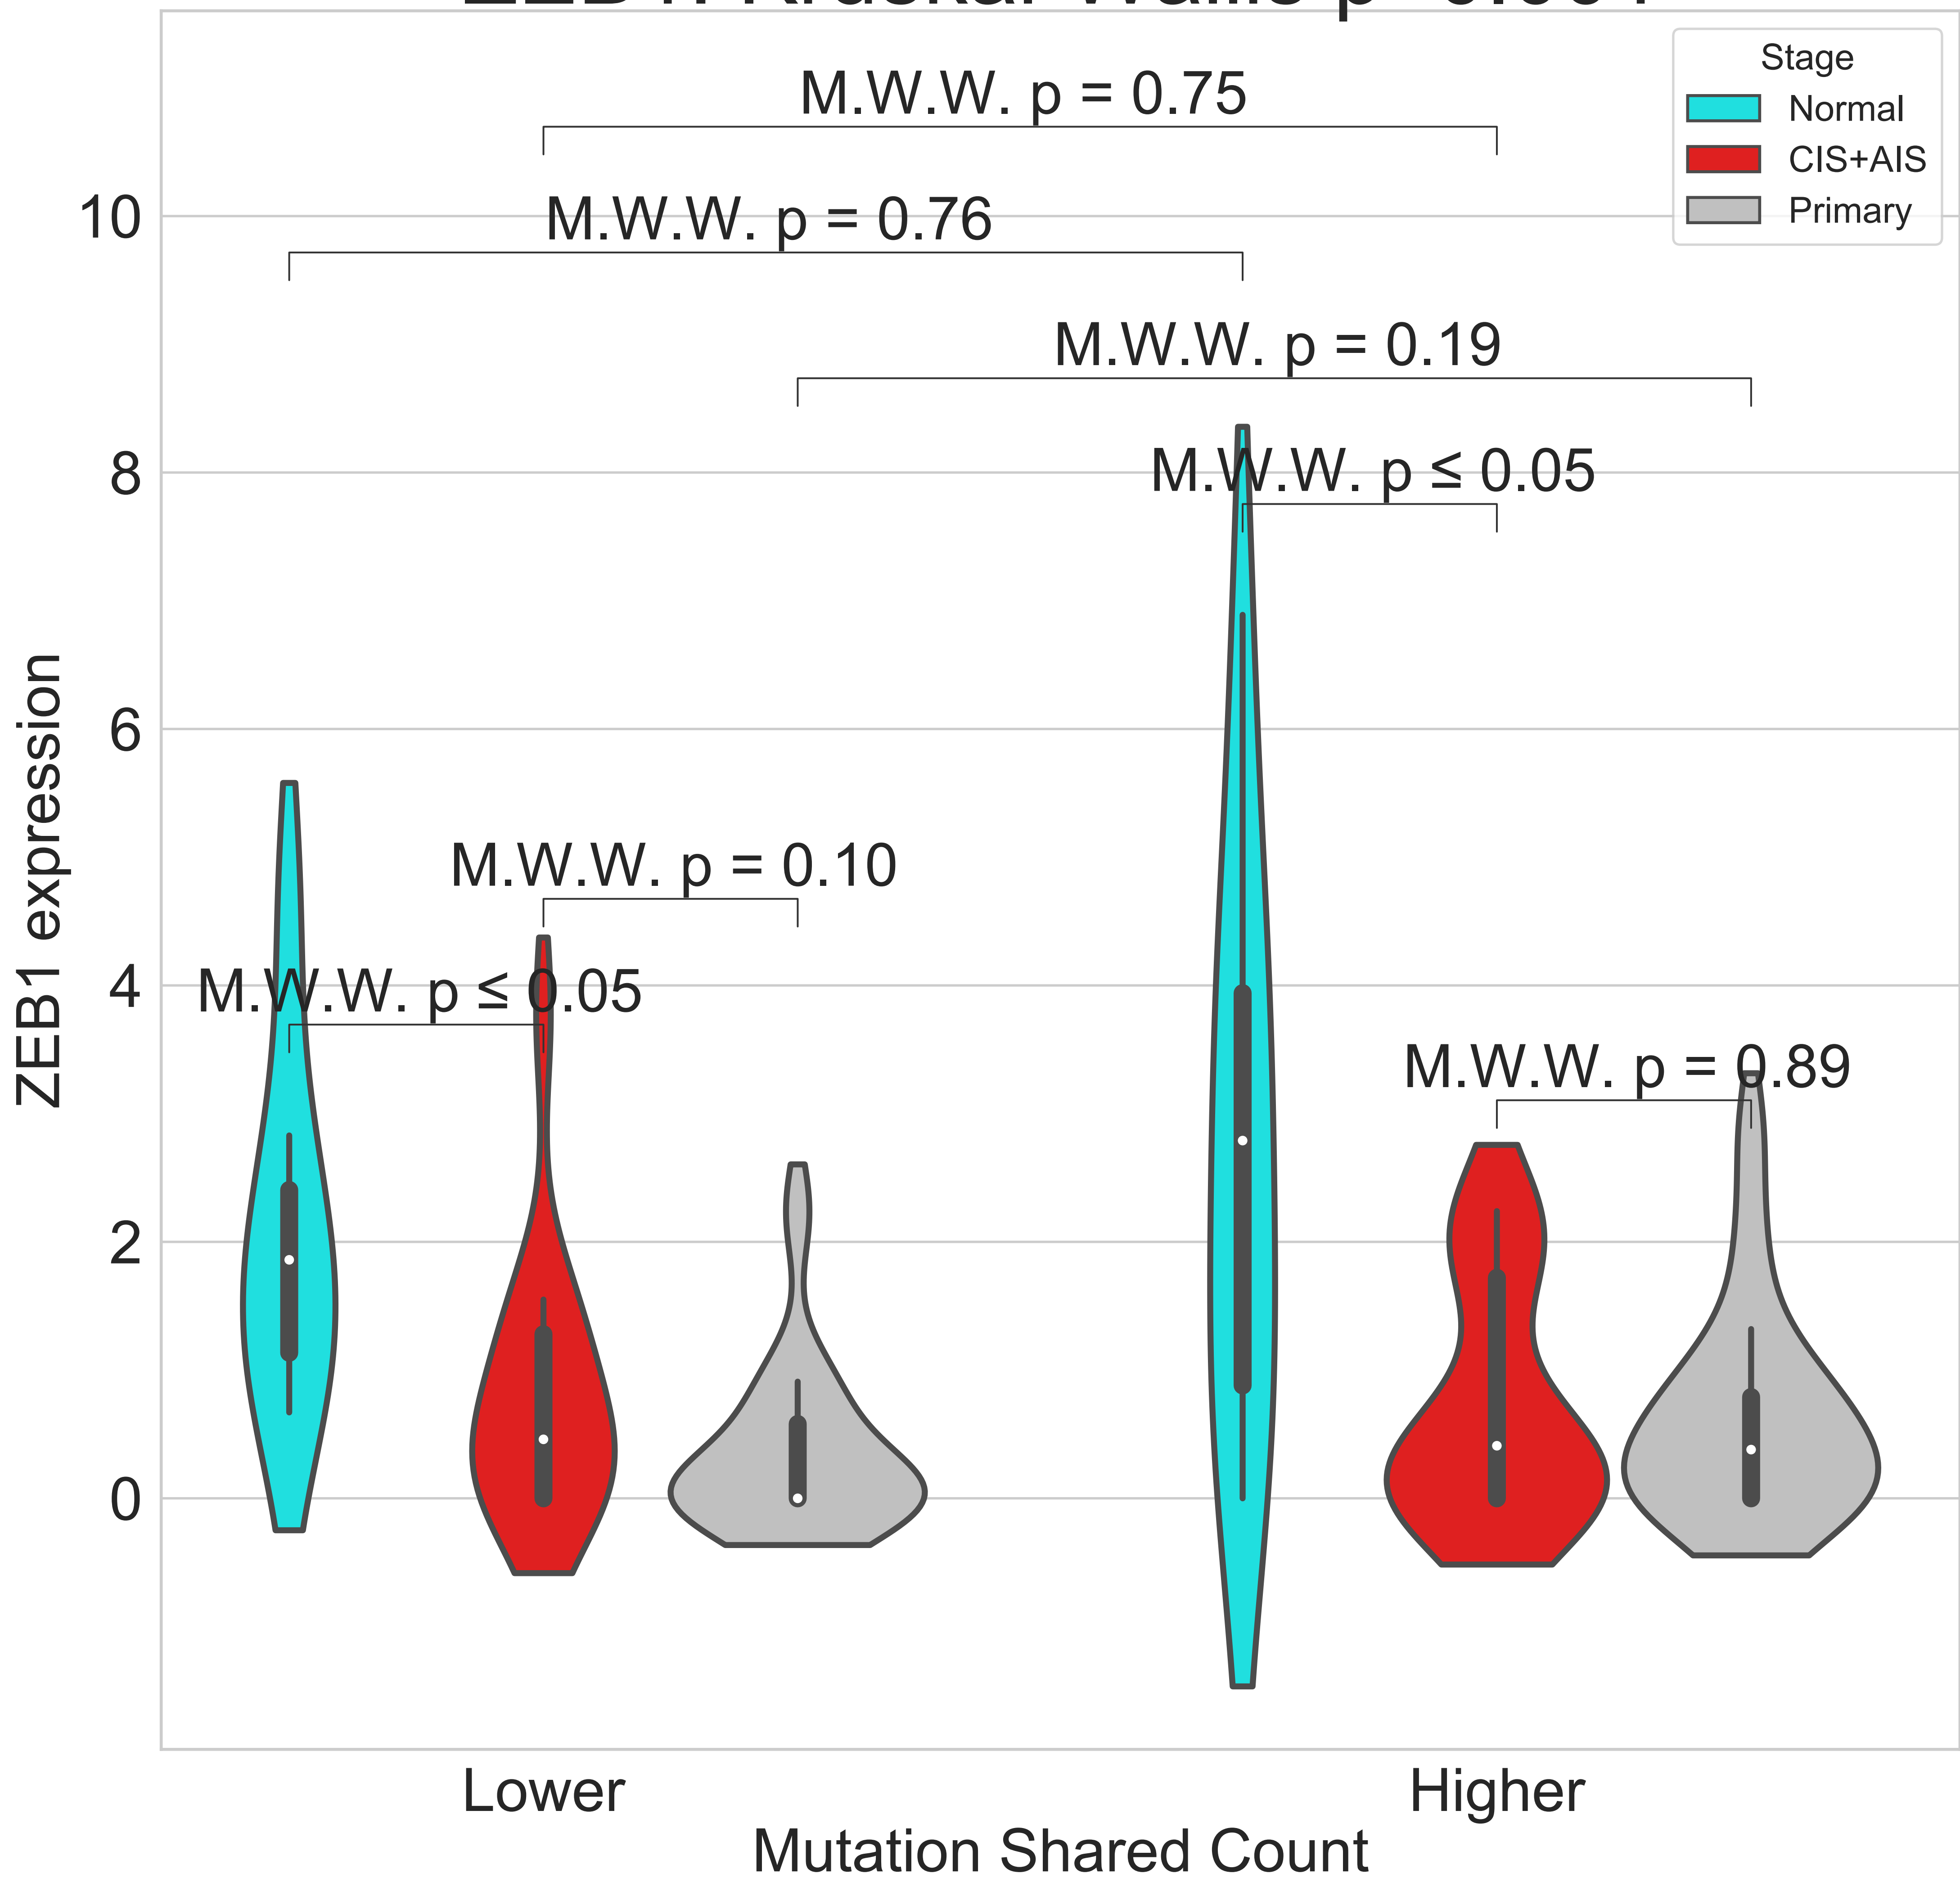 M.W.W. p = 0.75
M.W.W. p = 0.76
M.W.W. p = 0.19
M.W.W. p ≤ 0.05
M.W.W. p = 0.10
M.W.W. p ≤ 0.05
M.W.W. p = 0.89
Stage
Normal
CIS+AIS
Primary
ZEB1 expression
10
8
6
4
2
0
Lower
Higher
Mutation Shared Count